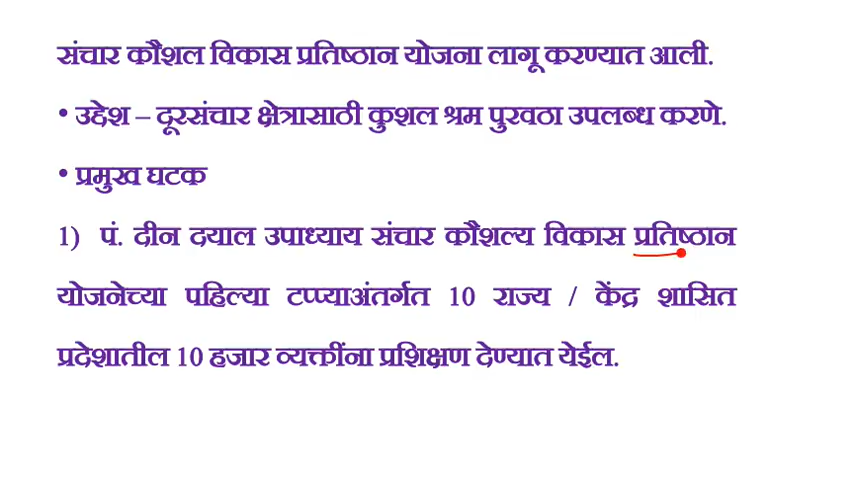 संचार कौशल विकास प्रतिष्ठान योजना लागू करण्यात आली.
• उद्देश – दूरसंचार क्षेत्रासाठी कुशल श्रम पुरवठा उपलब्ध करणे.
• प्रमुख घटक
1) पं. दीन दयाल उपाध्याय संचार कौशल्य विकास प्रतिष्ठान
योजनेच्या पहिल्या टप्प्याअंतर्गत 10 राज्य / केंद्र शासित
प्रदेशातील 10 हजार व्यक्तींना प्रशिक्षण देण्यात येईल.